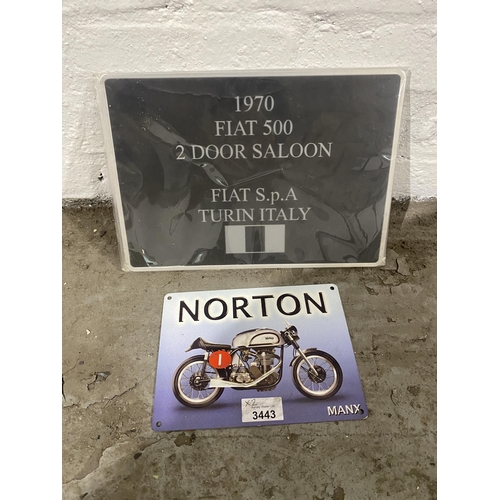 1970
FIAT 500
2 DOOR SALOON
FIAT S.p.A
TURIN ITALY
NORTON
1
3443
MANX